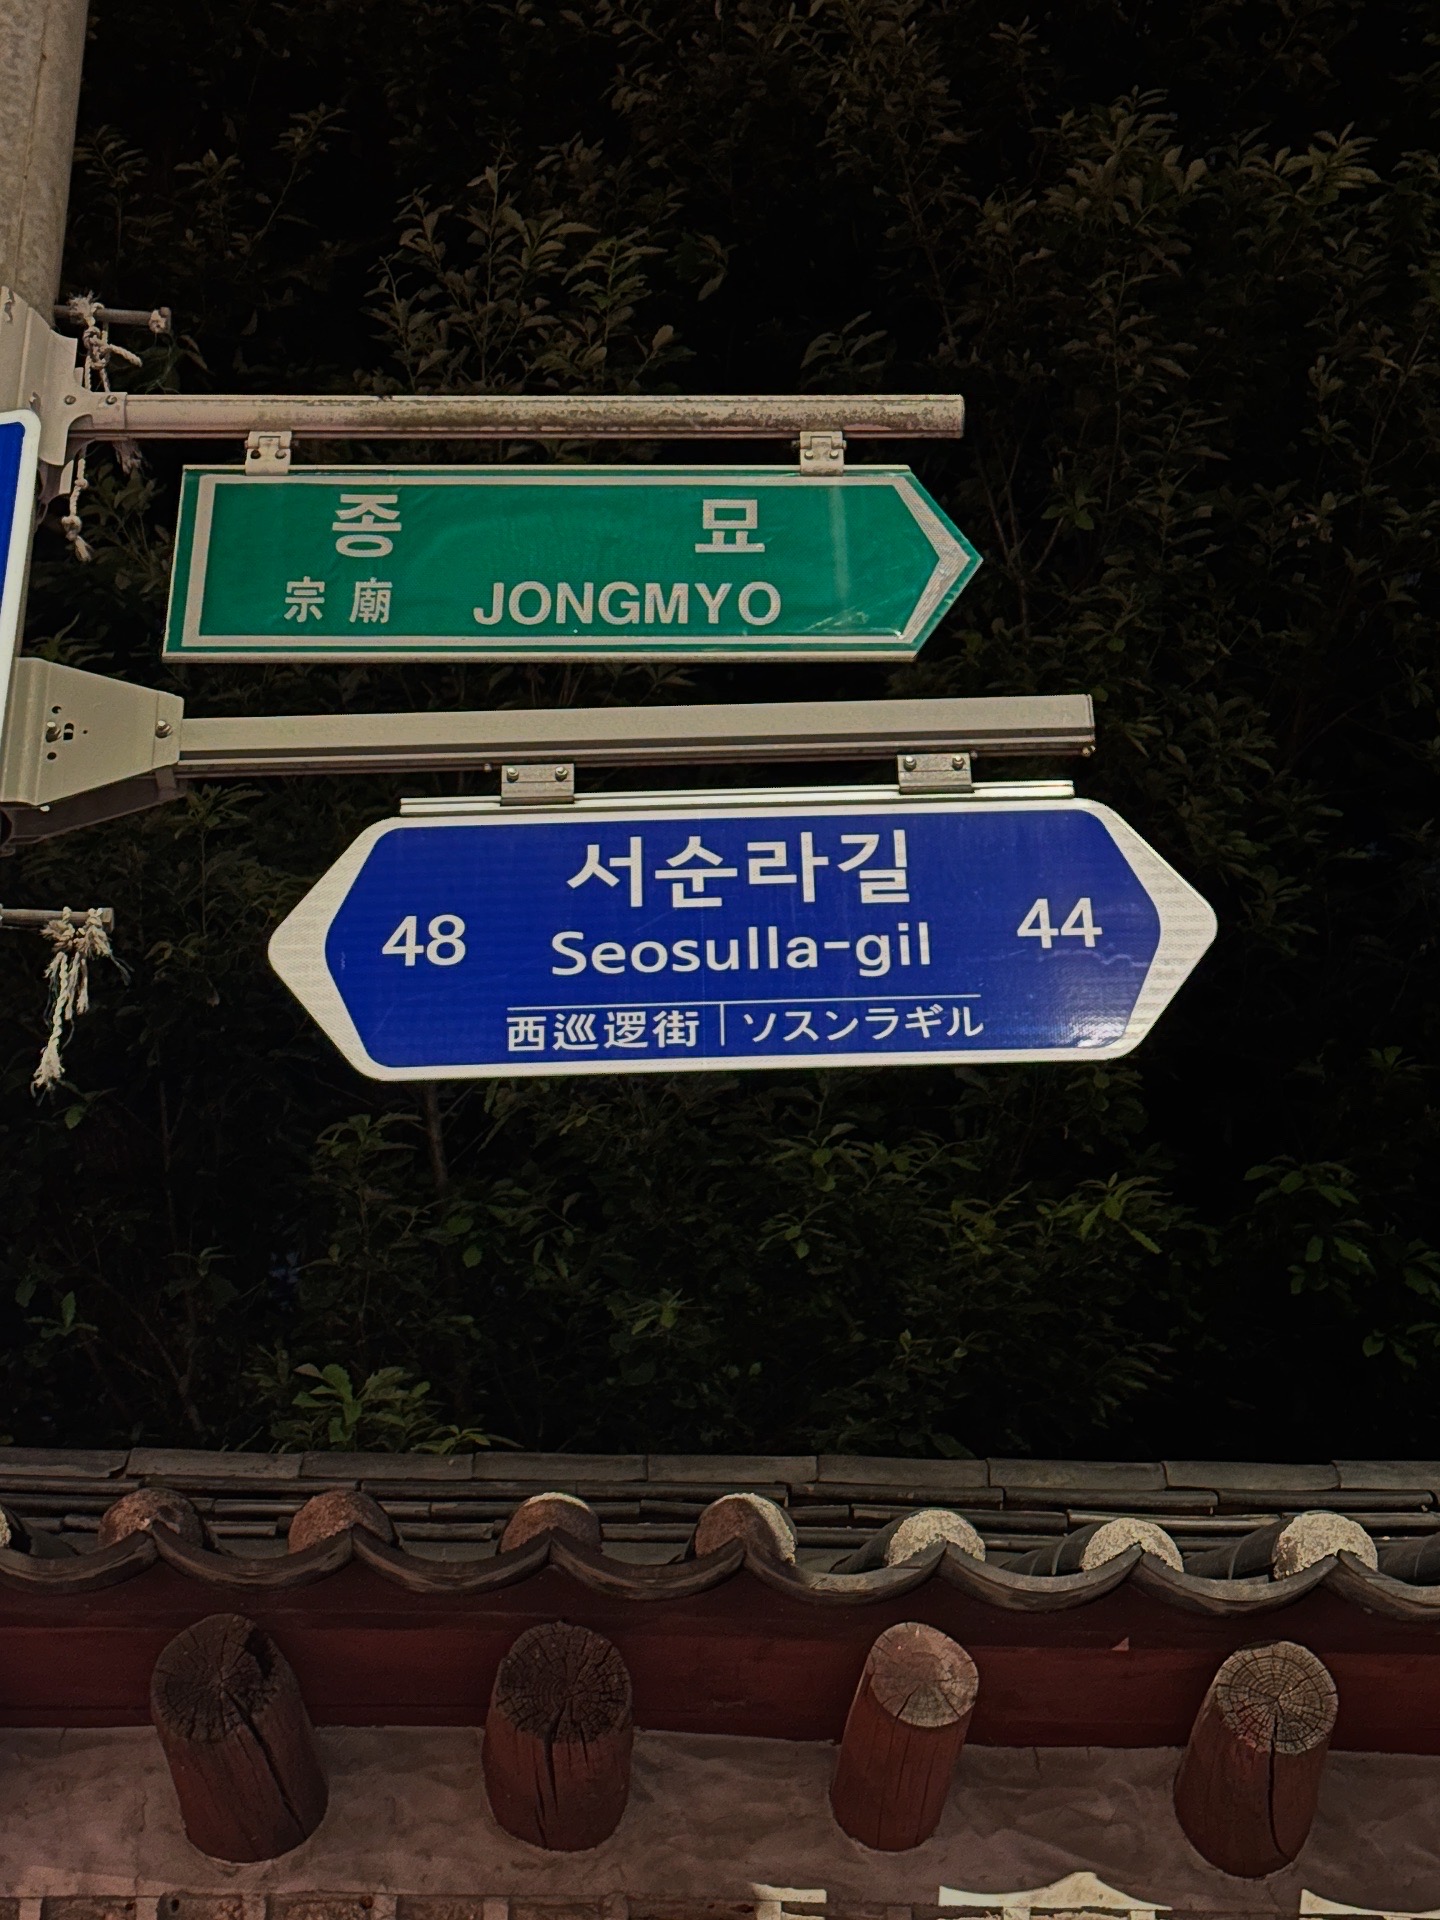 종 묘
宗廟 JONGMYO
서순라길
48 Seosulla-gil 44
西巡逻街 | ソスンラギル